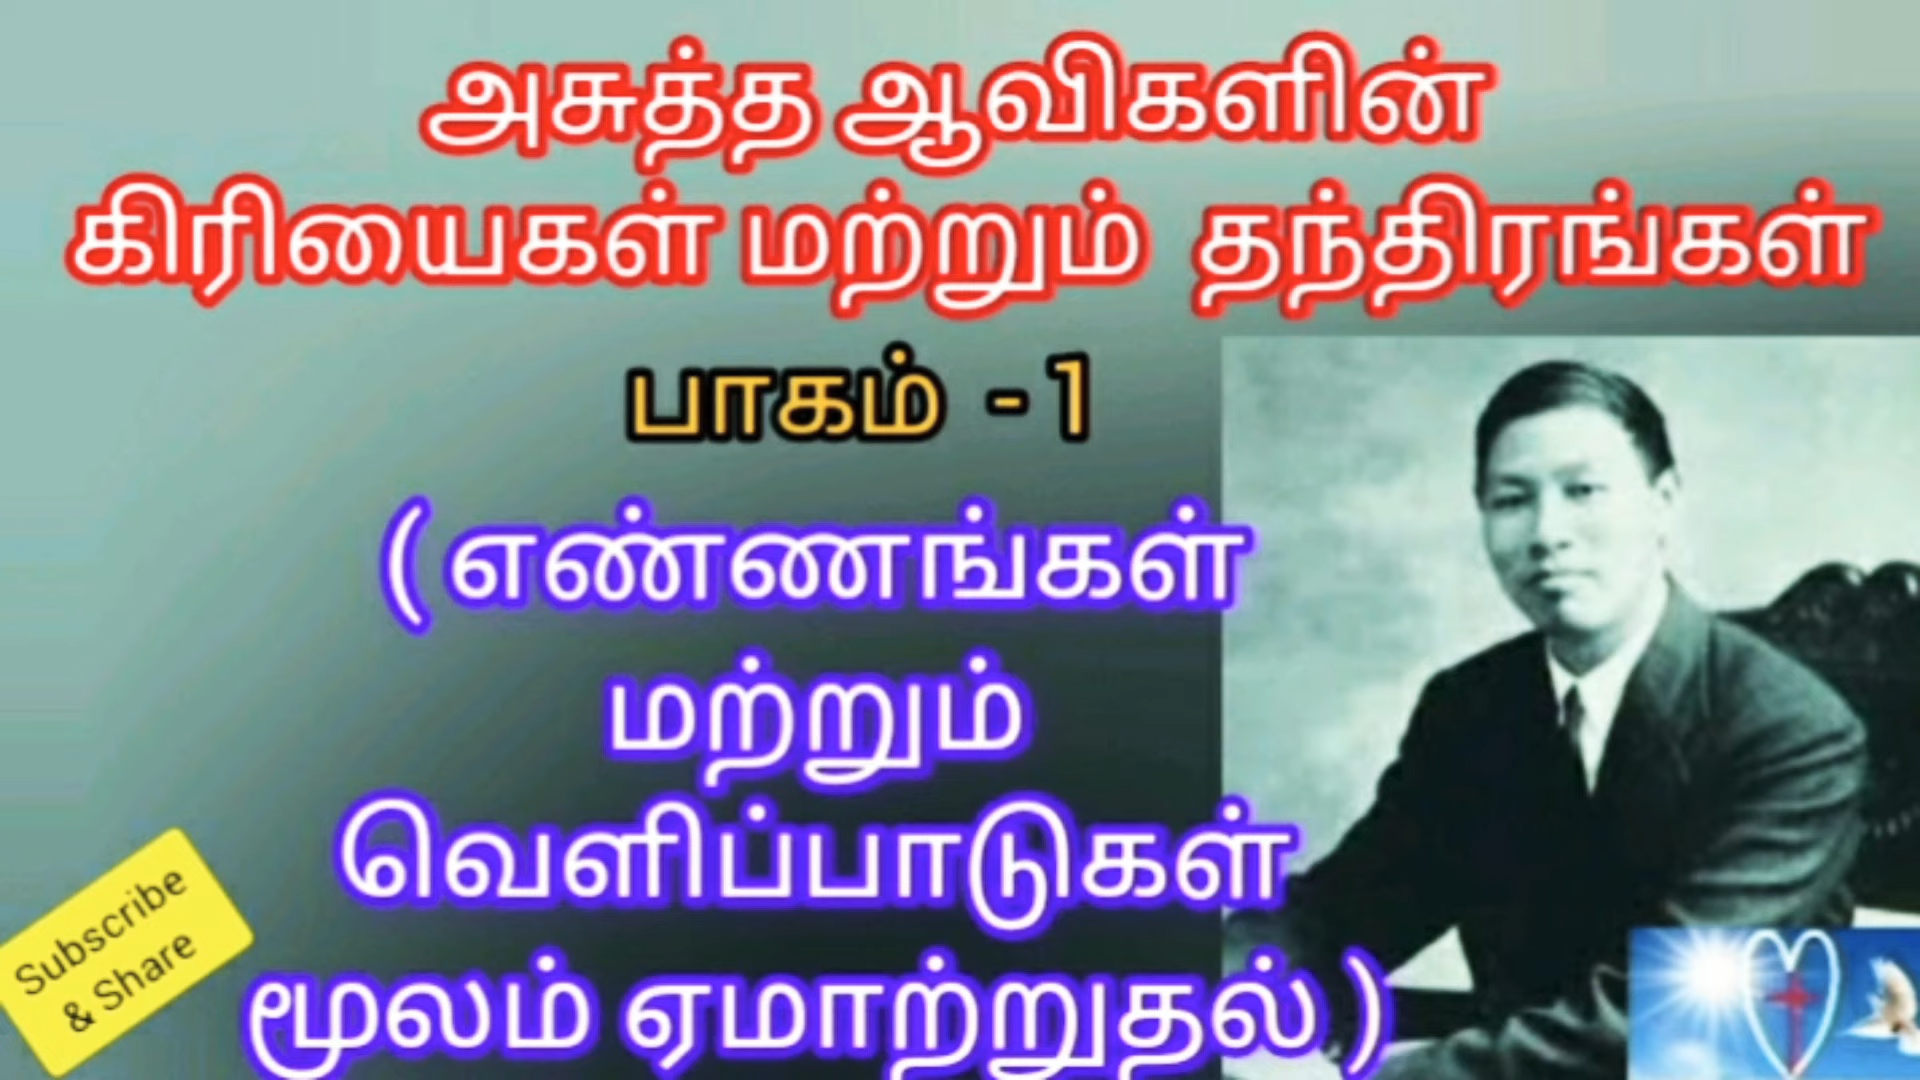 அசுத்த ஆவிகளின்
கிரியைகள் மற்றும் தந்திரங்கள்
பாகம் - 1
( எண்ணங்கள்
மற்றும்
வெளிப்பாடுகள்
மூலம் ஏமாற்றுதல் )
Subscribe
& Share